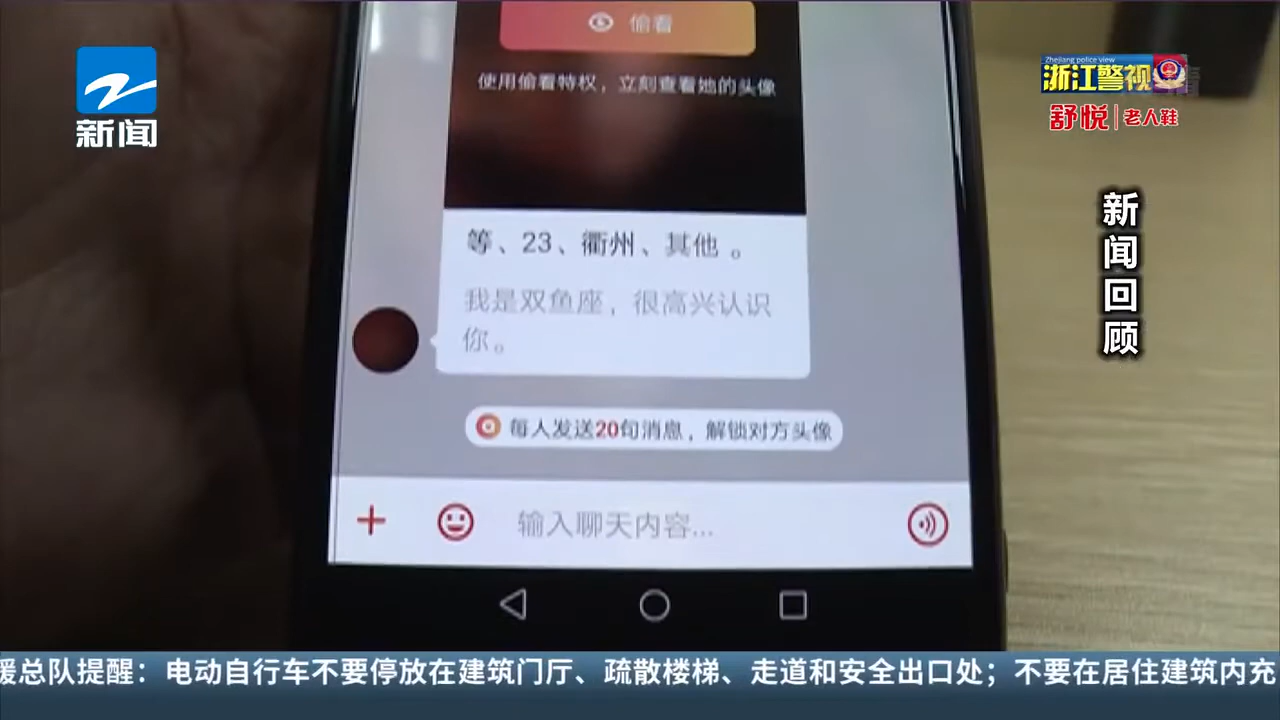 偷看
使用偷看特权，立刻查看她的头像
等、23、衢州、其他 。
我是双鱼座，很高兴认识
你。
每人发送20句消息，解锁对方头像
输入聊天内容...
新闻
Zhejiang police view
浙江警视
舒悦|老人鞋
新闻回顾
援总队提醒：电动自行车不要停放在建筑门厅、疏散楼梯、走道和安全出口处；不要在居住建筑内充